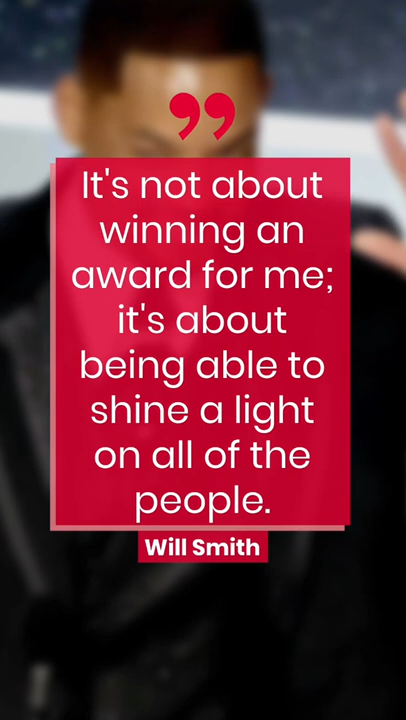 It's not about
winning an
award for me;
it's about
being able to
shine a light
on all of the
people.
Will Smith